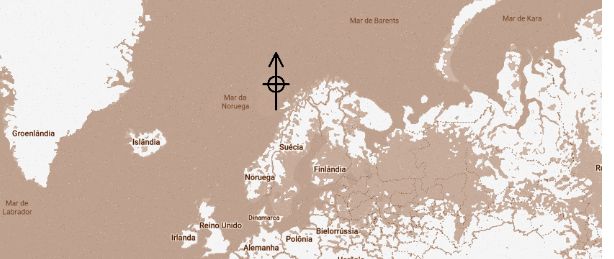 Mar de Barents
Mar de Kara
Mar da
Noruega
Groenlândia
Islândia
Suécia
Finlândia
Noruega
Mar de
Labrador
Dinamarca
Reino Unido
Irlanda
Polônia
Bielorrússia
Alemanha